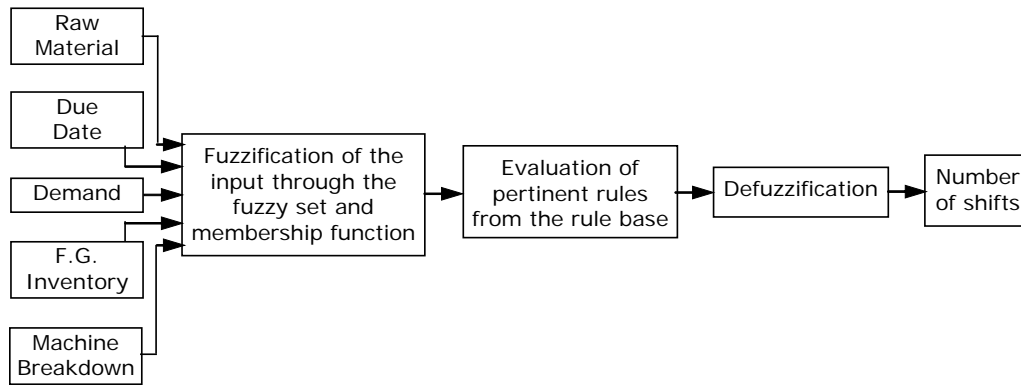 Raw
Material
Due
Date
Demand
F.G.
Inventory
Machine
Breakdown
Fuzzification of the
input through the
fuzzy set and
membership function
Evaluation of
pertinent rules
from the rule base
Defuzzification
Number
of shifts